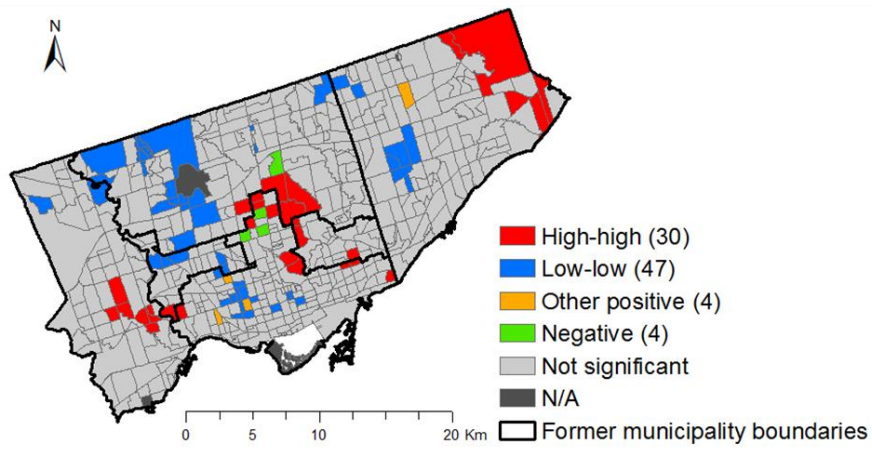 N
High-high (30)
Low-low (47)
Other positive (4)
Negative (4)
Not significant
N/A
Former municipality boundaries
0 5 10 20 Km